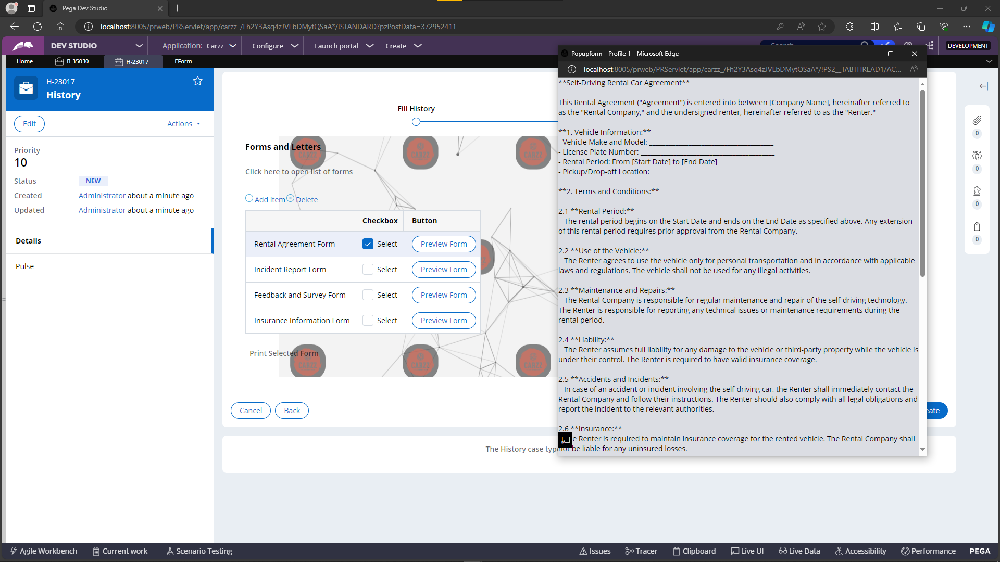 Pega Dev Studio
localhost:8005/prweb/PRServlet/app/carzz_/Fh2Y3Asq4zJVLbDMytQSaA*/!STANDARD?pzPostData=372952411
DEV STUDIO
Application: Carzz
Configure
Launch portal
Create
Search
DEVELOPMENT
Home
B-35030
H-23017
EForm
H-23017
History
Edit
Actions
Priority
10
Status NEW
Created Administrator about a minute ago
Updated Administrator about a minute ago
Details
Pulse
Fill History
Forms and Letters
Click here to open list of forms
Add item Delete
Checkbox Button
Rental Agreement Form Select Preview Form
Incident Report Form Select Preview Form
Feedback and Survey Form Select Preview Form
Insurance Information Form Select Preview Form
Print Selected Form
CARZZ
CARZZ
CARZZ
CARZZ
CARZZ
CARZZ
Cancel
Back
The History case typ
Popupform - Profile 1 - Microsoft Edge
localhost:8005/prweb/PRServlet/app/carzz_/Fh2Y3Asq4zJVLbDMytQSaA*/!PS2__TABTHREAD1/AC...
**Self-Driving Rental Car Agreement**
This Rental Agreement ("Agreement") is entered into between [Company Name], hereinafter referred to
as the "Rental Company," and the undersigned renter, hereinafter referred to as the "Renter."
**1. Vehicle Information:**
- Vehicle Make and Model: ______________________________________
- License Plate Number: _________________________________________
- Rental Period: From [Start Date] to [End Date]
- Pickup/Drop-off Location: _______________________________________
**2. Terms and Conditions:**
2.1 **Rental Period:**
The rental period begins on the Start Date and ends on the End Date as specified above. Any extension
of this rental period requires prior approval from the Rental Company.
2.2 **Use of the Vehicle:**
The Renter agrees to use the vehicle only for personal transportation and in accordance with applicable
laws and regulations. The vehicle shall not be used for any illegal activities.
2.3 **Maintenance and Repairs:**
The Rental Company is responsible for regular maintenance and repair of the self-driving technology.
The Renter is responsible for reporting any technical issues or maintenance requirements during the
rental period.
2.4 **Liability:**
The Renter assumes full liability for any damage to the vehicle or third-party property while the vehicle is
under their control. The Renter is required to have valid insurance coverage.
2.5 **Accidents and Incidents:**
In case of an accident or incident involving the self-driving car, the Renter shall immediately contact the
Rental Company and follow their instructions. The Renter should also comply with all legal obligations and
report the incident to the relevant authorities.
2.6 **Insurance:**
e Renter is required to maintain insurance coverage for the rented vehicle. The Rental Company shall
not be liable for any uninsured losses.
eate
0
0
0
0
Agile Workbench
Current work
Scenario Testing
Issues
Tracer
Clipboard
Live UI
Live Data
Accessibility
Performance
PEGA